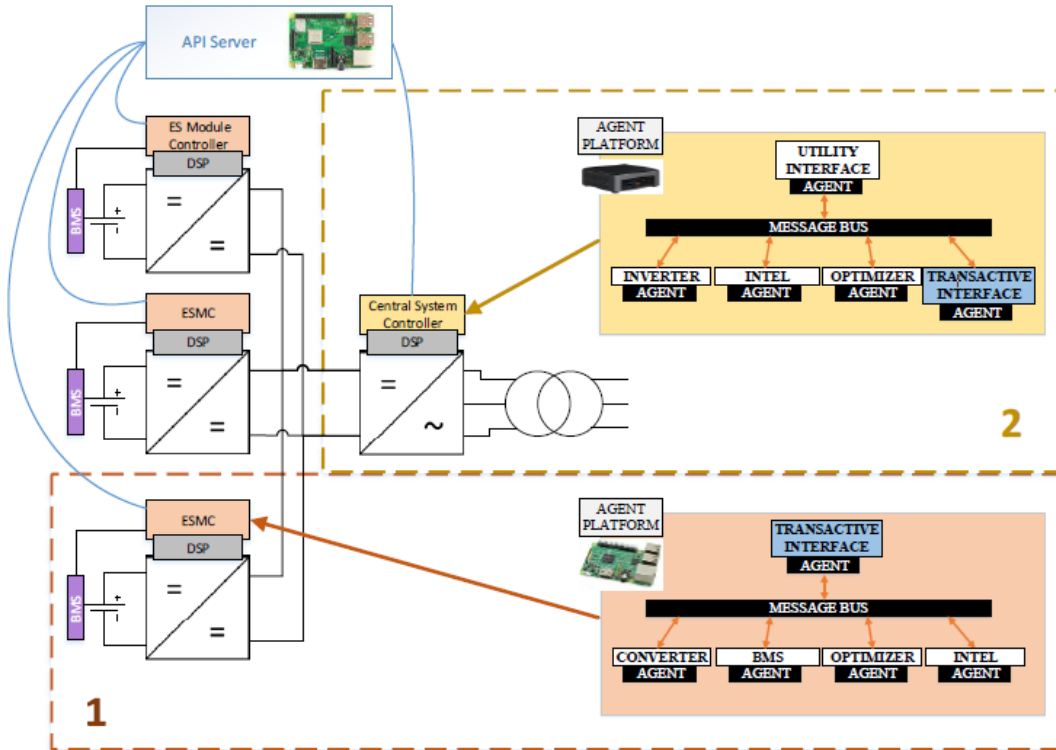 API Server
ES Module
Controller
DSP
BMS
+
=
=
ESMC
DSP
BMS
+
=
=
Central System
Controller
DSP
=
~
ESMC
DSP
BMS
+
=
=
1
AGENT
PLATFORM
UTILITY
INTERFACE
AGENT
MESSAGE BUS
INVERTER
AGENT
INTEL
AGENT
OPTIMIZER
AGENT
TRANSACTIVE
INTERFACE
AGENT
2
AGENT
PLATFORM
TRANSACTIVE
INTERFACE
AGENT
MESSAGE BUS
CONVERTER
AGENT
BMS
AGENT
OPTIMIZER
AGENT
INTEL
AGENT